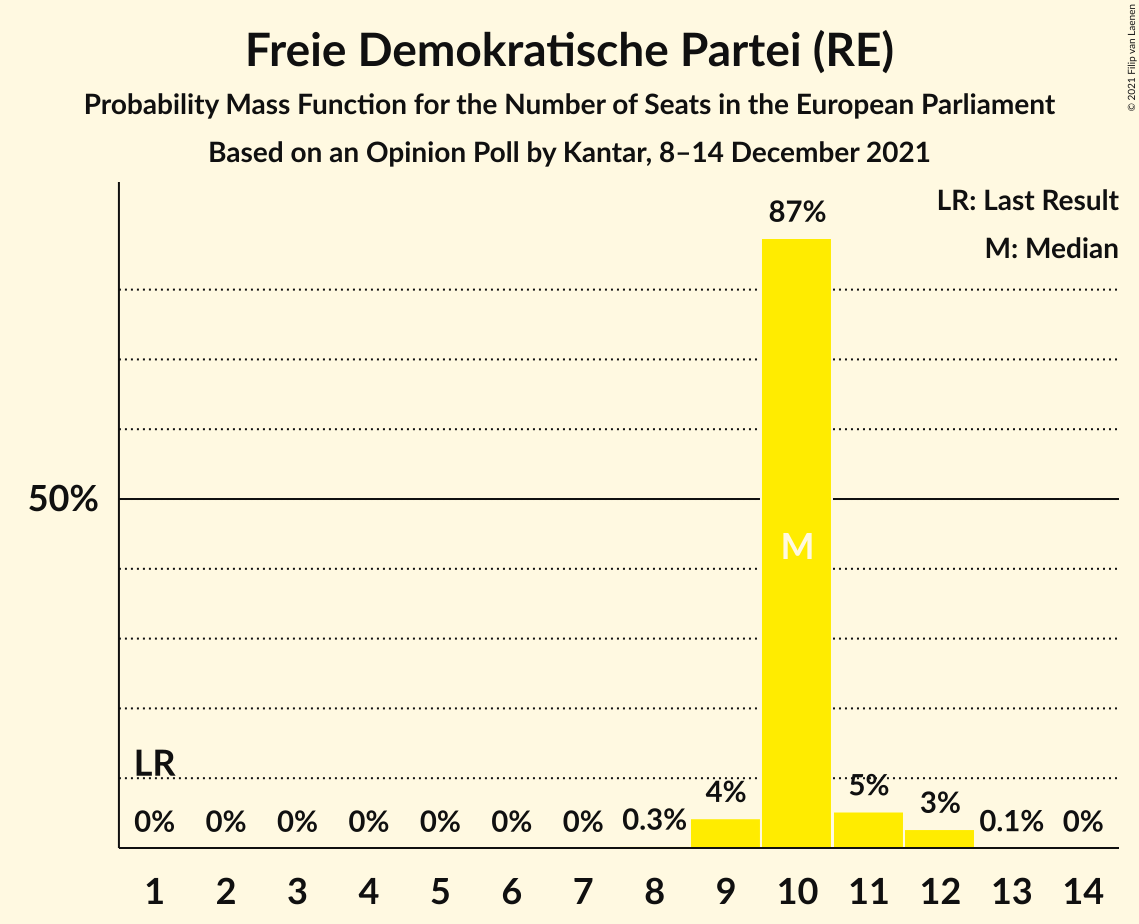 Freie Demokratische Partei (RE)
Probability Mass Function for the Number of Seats in the European Parliament
Based on an Opinion Poll by Kantar, 8–14 December 2021
© 2021 Filip van Laenen
LR: Last Result
M: Median
87%
50%
M
LR
0% 0% 0% 0% 0% 0% 0% 0.3% 4% 5% 3% 0.1% 0%
1 2 3 4 5 6 7 8 9 10 11 12 13 14